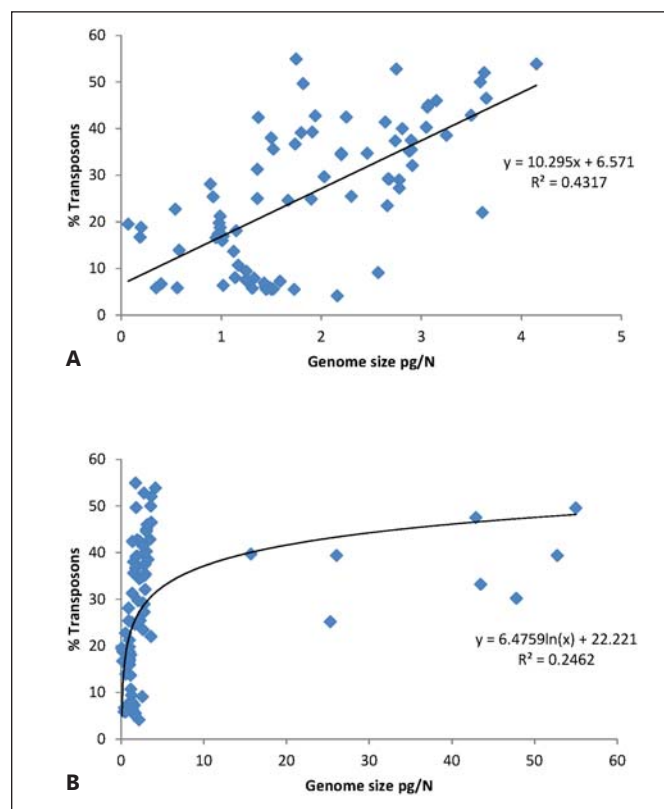 60
50
40
30
20
10
0
% Transposons
y = 10.295x + 6.571
R² = 0.4317
0 1 2 3 4 5
Genome size pg/N
A
60
50
40
30
20
10
0
% Transposons
y = 6.4759ln(x) + 22.221
R² = 0.2462
0 10 20 30 40 50 60
Genome size pg/N
B